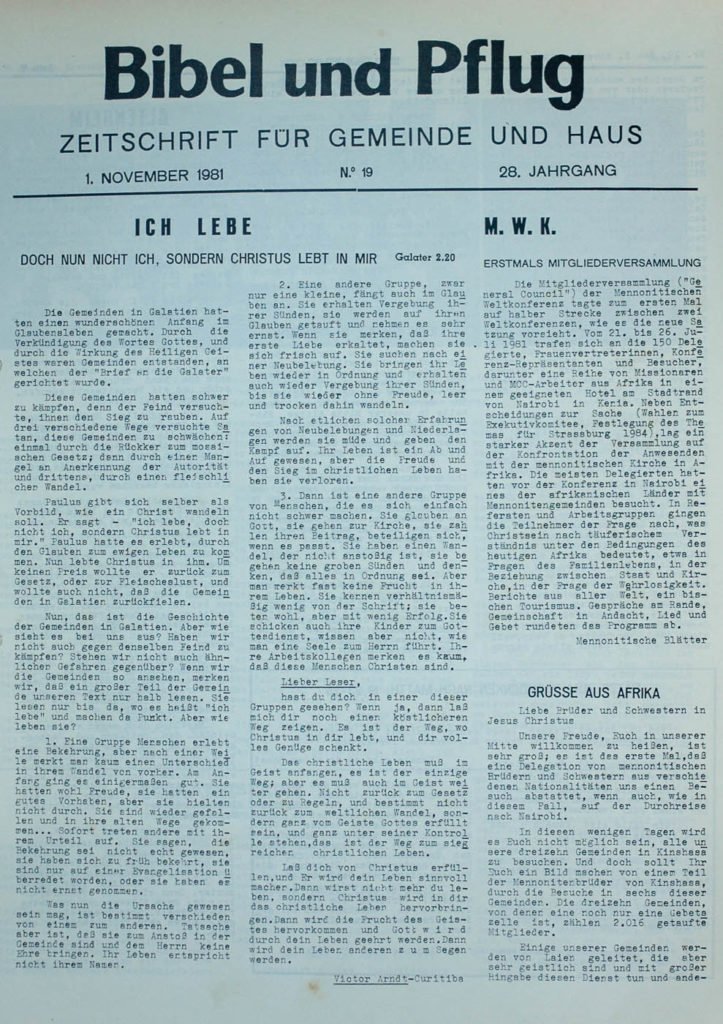 Bibel und Pflug
ZEITSCHRIFT FÜR GEMEINDE UND HAUS
1. NOVEMBER 1981
N.º 19
28. JAHRGANG
ICH LEBE
DOCH NUN NICHT ICH, SONDERN CHRISTUS LEBT IN MIR Galater 2.20
Die Gemeinden in Galatien hat-
ten einen wunderschönen Anfang im
Glaubensleben gemacht. Durch die
Verkündigung des Wortes Gottes, und
durch die Wirkung des Heiligen Gei-
stes waren Gemeinden entstanden, an
welchen der "Brief an die Galater"
gerichtet wurde.
Diese Gemeinden hatten schwer
zu kämpfen, denn der Feind versuch-
te, ihnen den Sieg zu rauben. Auf
drei verschiedene Wege versuchte Sa
tan, diese Gemeinden zu schwächen:
einmal durch die Rückker zum mosai-
schen Gesetz; dann durch einen Man-
gel an Anerkennung der Autorität
und drittens, durch einen fleischli
cher Wandel.
Paulus gibt sich selber als
Vorbild, wie ein Christ wandeln
soll. Er sagt - "ich lebe, doch
nicht ich, sondern Christus lebt in
mir." Paulus hatte es erlebt, durch
den Glauben zum ewigen Leben zu kom
men. Nun lebte Christus in ihm. Um
keinen Preis wollte er zurück zum
Gesetz, oder zur Fleischeslust, und
wollte auch nicht, daß die Gemein
den in Galatien zurückfielen.
Nun, das ist die Geschichte
der Gemeinden in Galatien. Aber wie
sieht es bei uns aus? Haben wir
nicht auch gegen denselben Feind zu
kämpfen? Stehen wir nicht auch ähn-
licher Gefahren gegenüber? Wenn wir
die Gemeinden so ansehen, merken
wir, daß ein großer Teil der Gemein
de unseren Text nur halb lesen. Sie
lesen nur bis da, wo es heißt "ich
lebe" und machen da Punkt. Aber wie
leben sie?
1. Eine Gruppe Menschen erlebt
eine Bekehrung, aber nach einer Wei
le merkt man kaum einen Unterschied
in ihrem Wandel von vorher. Am An-
fang ging es einigermaßen gut. Sie
hatten wohl Freude, sie hatten ein
gutes Vorhaben, aber sie hielten
nicht durch. Sie sind wieder gefal-
len und in ihre alten Wege gekom-
men... Sofort treten andere mit ih-
rem Urteil auf. Sie sagen, die
Bekehrung sei nicht echt gewesen,
sie haben sich zu früh bekehrt, sie
sind nur auf einer Evangelisation ü
berredet worden, oder sie haben es
nicht ernst genommen.
Was nun die Ursache gewesen
sein mag, ist bestimmt verschieden
von einem zum anderen. Tatsache
aber ist, daß sie zum Anstoß in der
Gemeinde sind und dem Herrn keine
Ehre bringen. Ihr Leben entspricht
nicht ihrem Namen.
2. Eine andere Gruppe, zwar
nur eine kleine, fängt auch im Glau
ben an. Sie erhalten Vergebung ih-
rer Sünden, sie werden auf ihren
Glauben getauft und nehmen es sehr
ernst. Wenn sie merken, daß ihre
erste Liebe erkaltet, machen sie
sich frisch auf. Sie suchen nach ei
ner Neubelebung. Sie bringen ihr Le
ben wieder in Ordnung und erhalten
auch wieder Vergebung ihrer Sünden,
bis sie wieder ohne Freude, leer
und trocken dahin wandeln.
Nach etlichen solcher Erfahrun
gen von Neubelebungen und Niederla-
gen werden sie müde und geben den
Kampf auf. Ihr Leben ist ein Ab und
Auf gewesen, aber die Freude und
den Sieg im christlichen Leben ha-
ben sie verloren.
3. Dann ist eine andere Gruppe
von Menschen, die es sich einfach
nicht schwer machen. Sie glauben an
Gott, sie gehen zur Kirche, sie zah
len ihren Beitrag, beteiligen sich,
wenn es passt. Sie haben einen Wan-
del, der nicht anstoßig ist, sie be
gehen keine groben Sünden und den-
ken, daß alles in Ordnung sei. Aber
man merkt fast keine Frucht in ih-
rem Leben. Sie kennen verhältnismä-
ßig wenig von der Schrift; sie be-
ten wohl, aber mit wenig Erfolg. Sie
schicken auch ihre Kinder zum Got-
tesdienst, wissen aber nicht, wie
man eine Seele zum Herrn führt. Ih-
re Arbeitskollegen merken es kaum,
daß diese Menschen Christen sind.
Lieber Leser,
hast du dich in einer dieser
Gruppen gesehen? Wenn ja, dann laß
mich dir noch einen köstlicheren
Weg zeigen. Es ist der Weg, wo
Christus in dir lebt, und dir vol-
les Genüge schenkt.
Das christliche Leben muß im
Geist anfangen, es ist der einzige
Weg; aber es muß auch im Geist wei
ter gehen. Nicht zurück zum Gesetz
oder zu Regeln, und bestimmt nicht
zurück zum weltlichen Wandel, son-
dern ganz vom Geiste Gottes erfüllt
sein, und ganz unter seiner Kontrol
le stehen, das ist der Weg zum sieg
reichen christlichen Leben.
Laß dich von Christus erfül-
len, und Er wird dein Leben sinnvoll
machen. Dann wirst nicht mehr du le-
ben, sondern Christus wird in dir
das christliche Leben hervorbrin-
gen. Dann wird die Frucht des Geis-
tes hervorkommen und Gott w i r d
durch dein Leben geehrt werden. Dann
wird dein Leben anderen z u m Segen
werden.
Victor Arndt-Curitiba
M. W. K.
ERSTMALS MITGLIEDERVERSAMMLUNG
Die Mitgliederversammlung ("Ge
neral Council") der Mennonitischen
Weltkonferenz tagte zum ersten Mal
auf halber Strecke zwischen zwei
Weltkonferenzen, wie es die neue Sa
tzung vorsieht. Vom 21. bis 26. Ju-
li 1981 trafen sich an die 150 Dele
gierte, Frauenvertreterinnen, Konfe
renz-Repräsentanten und Besucher,
darunter eine Reihe von Missionaren
und MCC-Arbeiter aus Afrika in ei-
nem geeigneten Hotel am Stadtrand
von Nairobi in Kenia. Neben Ent-
scheidungen zur Sache (Wahlen zum
Exekutivkomitee, Festlegung des The
mas für Strassburg 1984), lag ein
starker Akzent der Versammlung auf
der Konfrontation der Anwesenden
mit der mennonitischen Kirche in A-
frika. Die meisten Delegierten hat-
ten vor der Konferenz in Nairobi ei
nes der afrikanischen Länder mit
Mennonitengemeinden besucht. In Re-
feraten und Arbeitsgruppen gingen
die Teilnehmer der Frage nach, was
Christsein nach täuferischem Ver-
ständnis unter den Bedingungen des
heutigen Afrika bedeutet, etwa in
Fragen des Familienlebens, in der
Beziehung zwischen Staat und Kir-
che, in der Frage der Wehrlosigkeit.
Berichte aus aller Welt, ein bis-
chen Tourismus. Gespräche am Rande,
Gemeinschaft in Andacht, Lied und
Gebet rundeten das Programm ab.
Mennonitische Blätter
GRÜSSE AUS AFRIKA
Liebe Brüder und Schwestern in
Jesus Christus
Unsere Freude, Euch in unserer
Mitte willkommen zu heißen, ist
sehr groß; es ist das erste Mal, daß
eine Delegation von mennonitischen
Brüdern und Schwestern aus verschie
denen Nationalitäten uns einen Be-
such abstattet, wenn auch, wie in
diesem Fall, auf der Durchreise
nach Nairobi.
In diesen wenigen Tagen wird
es Euch nicht möglich sein, alle un
sere dreizehn Gemeinden in Kinshasa
zu besuchen. Und doch sollt Ihr
Euch ein Bild machen von einem Teil
der Mennonitenbrüder von Kinshasa,
durch die Besuche in sechs dieser
Gemeinden. Die dreizehn Gemeinden,
von denen eine noch nur eine Gebets
zelle ist, zählen 2.016 getaufte
Mitglieder.
Einige unserer Gemeinden wer-
den von Laien geleitet, die aber
sehr geistlich sind und mit großer
Hingabe diesen Dienst tun und ande-